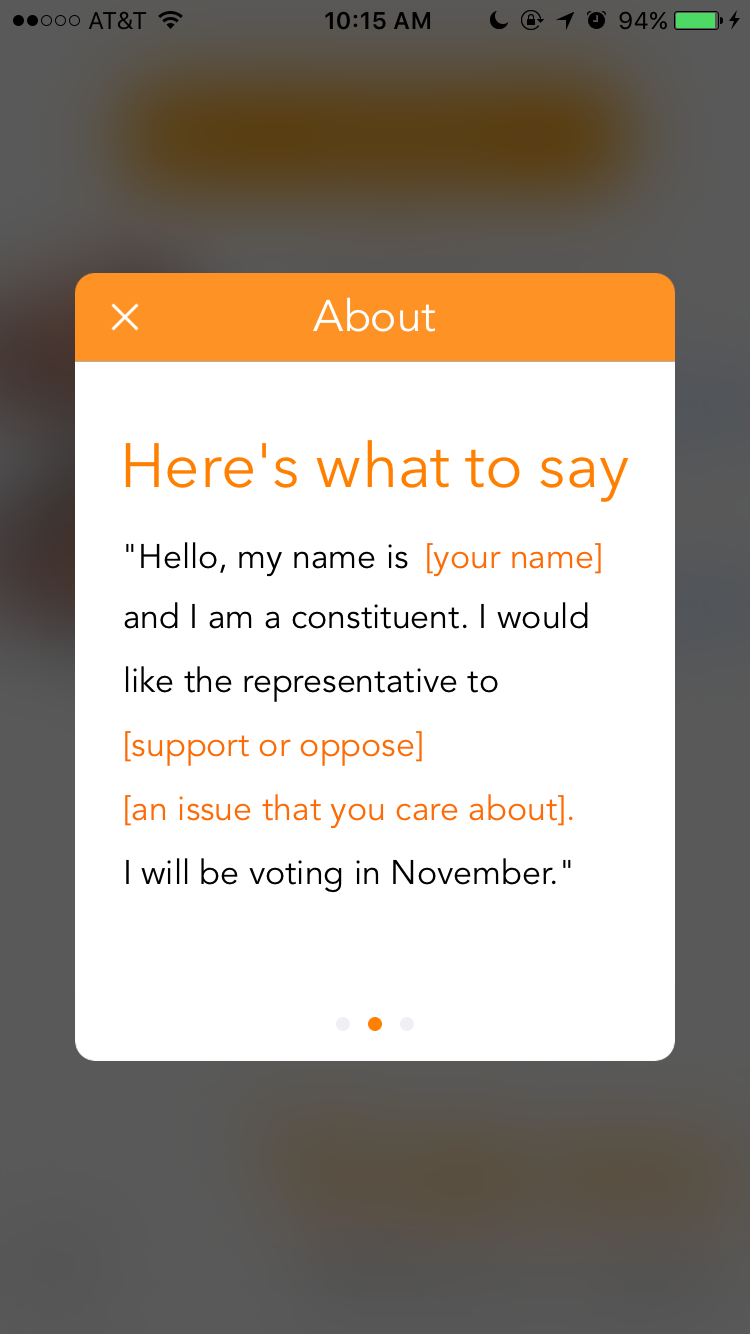 AT&T 10:15 AM 94%
About
Here's what to say
"Hello, my name is [your name]
and I am a constituent. I would
like the representative to
[support or oppose]
[an issue that you care about].
I will be voting in November."